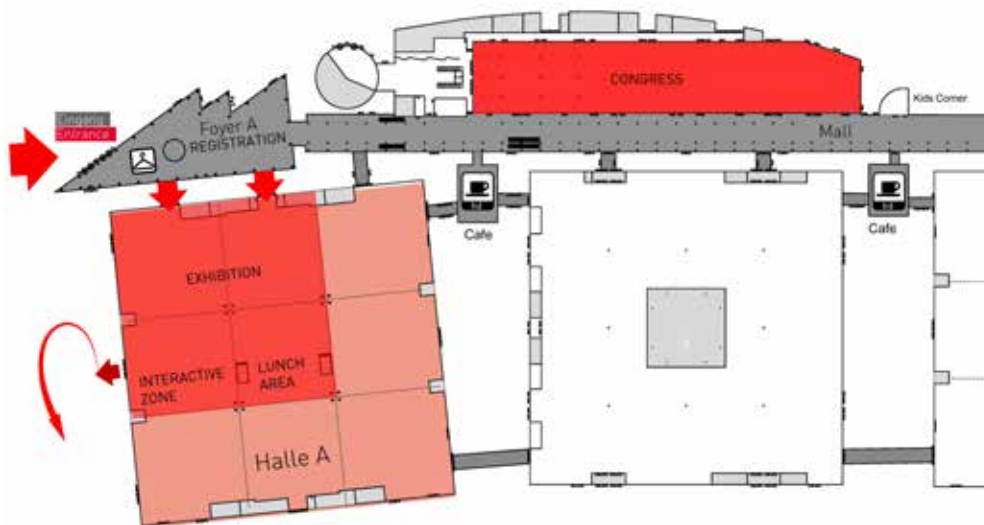 CONGRESS
Kids Corner
Eingang
Entrance
Foyer A
REGISTRATION
Mall
Cafe
Cafe
EXHIBITION
INTERACTIVE
ZONE
LUNCH
AREA
Halle A